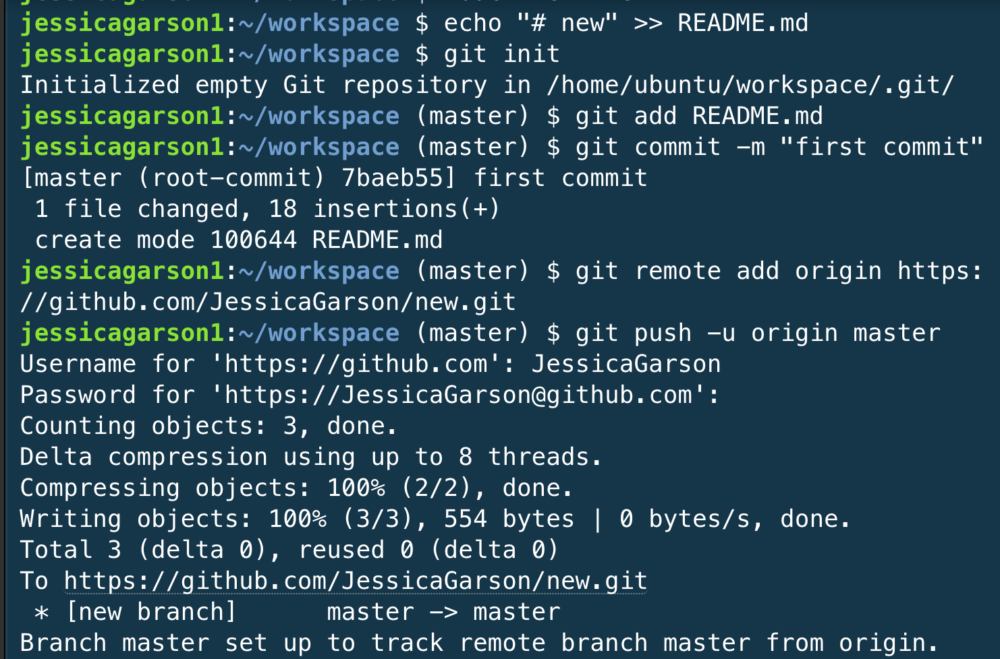 jessicagarson1:~/workspace $ echo "# new" >> README.md
jessicagarson1:~/workspace $ git init
Initialized empty Git repository in /home/ubuntu/workspace/.git/
jessicagarson1:~/workspace (master) $ git add README.md
jessicagarson1:~/workspace (master) $ git commit -m "first commit"
[master (root-commit) 7baeb55] first commit
 1 file changed, 18 insertions(+)
 create mode 100644 README.md
jessicagarson1:~/workspace (master) $ git remote add origin https:
//github.com/JessicaGarson/new.git
jessicagarson1:~/workspace (master) $ git push -u origin master
Username for 'https://github.com': JessicaGarson
Password for 'https://JessicaGarson@github.com':
Counting objects: 3, done.
Delta compression using up to 8 threads.
Compressing objects: 100% (2/2), done.
Writing objects: 100% (3/3), 554 bytes | 0 bytes/s, done.
Total 3 (delta 0), reused 0 (delta 0)
To https://github.com/JessicaGarson/new.git
 * [new branch]      master -> master
Branch master set up to track remote branch master from origin.